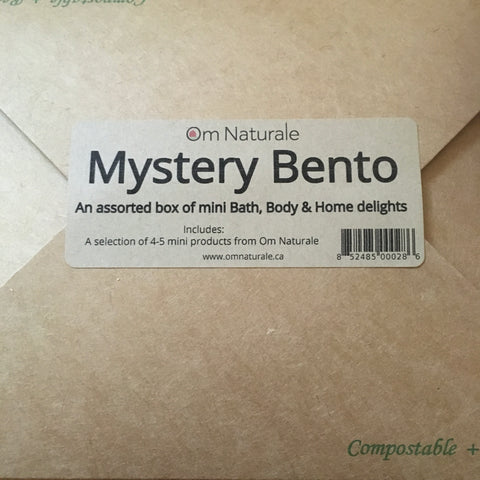 Compostable +
Om Naturale
Mystery Bento
An assorted box of mini Bath, Body & Home delights
Includes:
A selection of 4-5 mini products from Om Naturale
www.omnaturale.ca
8 52485 00028 6
Compostable +